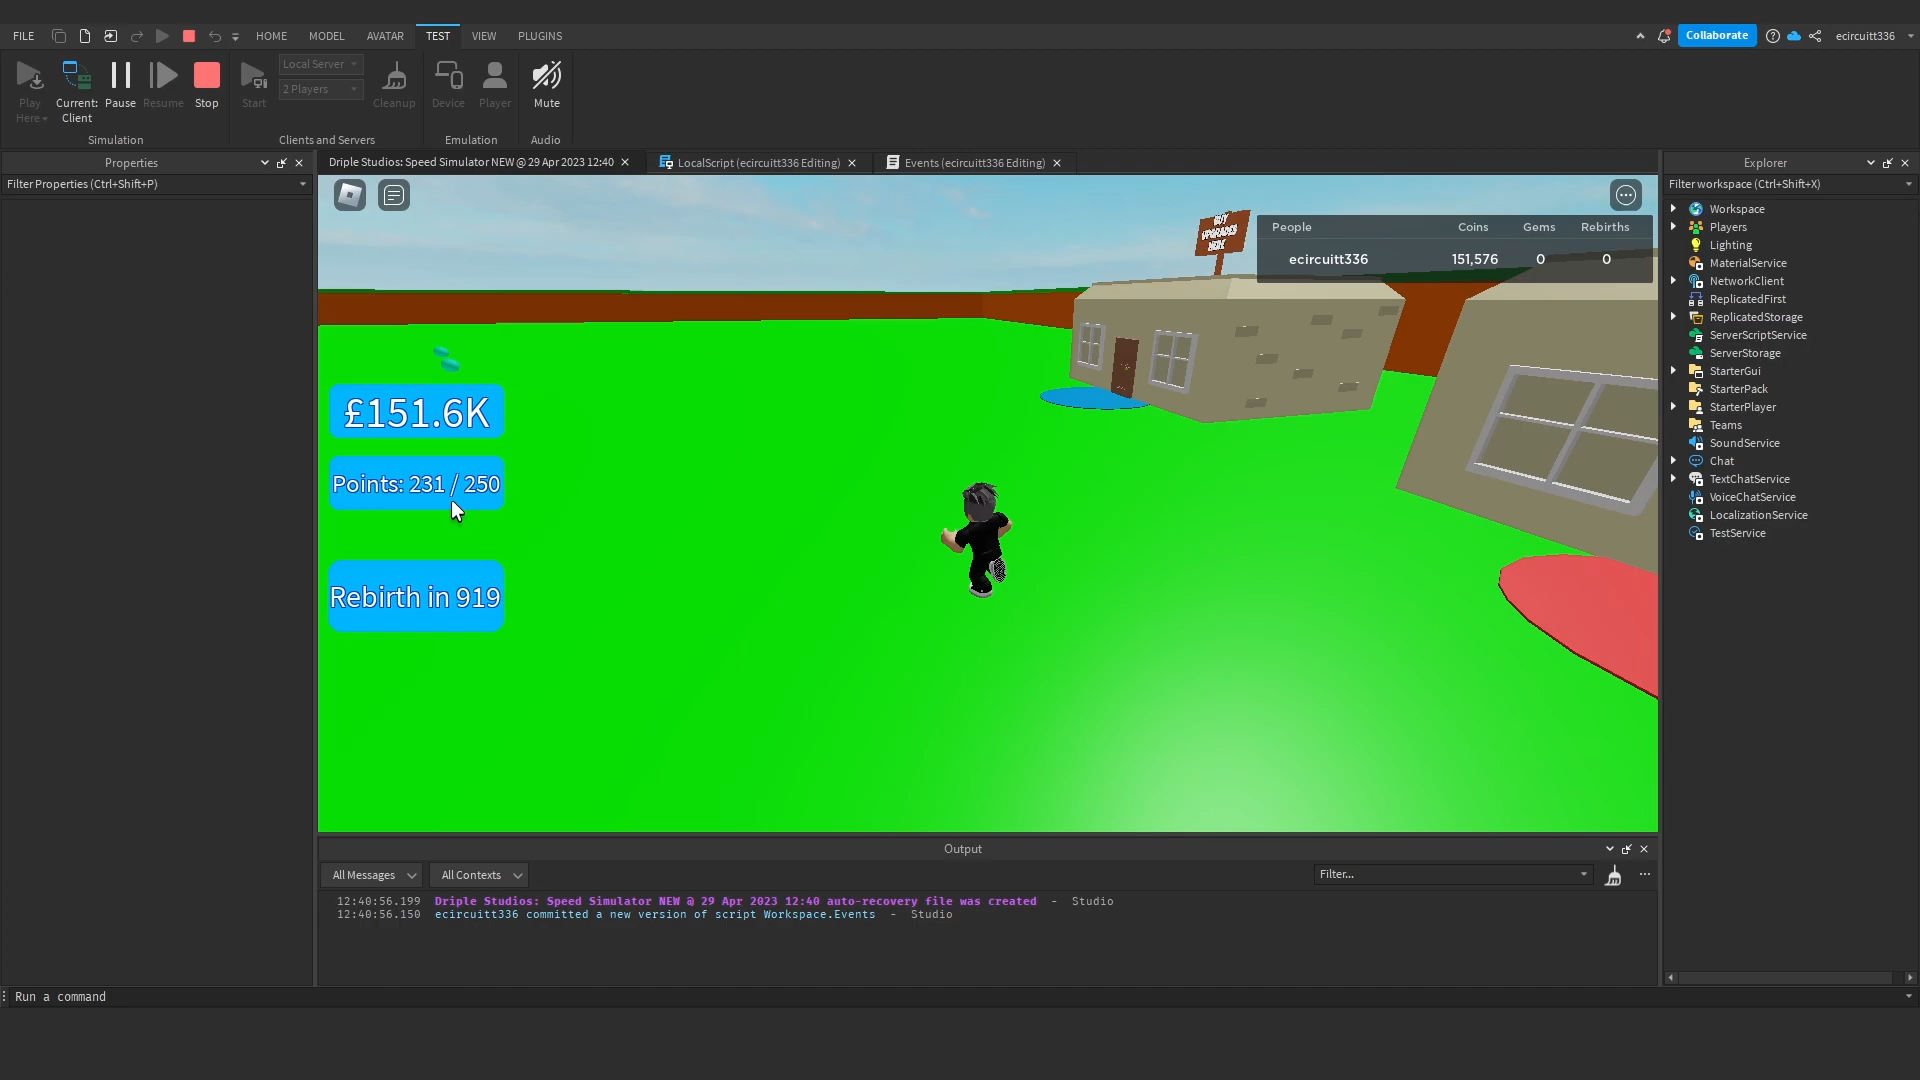 FILE HOME MODEL AVATAR TEST VIEW PLUGINS Collaborate ecircuitt336
Play Here Current: Client Pause Resume Stop Start Local Server 2 Players Cleanup Device Player Mute
Simulation Clients and Servers Emulation Audio
Properties
Filter Properties (Ctrl+Shift+P)
Driple Studios: Speed Simulator NEW @ 29 Apr 2023 12:40
LocalScript (ecircuitt336 Editing)
Events (ecircuitt336 Editing)
BUY
UPGRADES
HERE
People Coins Gems Rebirths
ecircuitt336 151,576 0 0
£151.6K
Points: 231 / 250
Rebirth in 919
Explorer
Filter workspace (Ctrl+Shift+X)
Workspace
Players
Lighting
MaterialService
NetworkClient
ReplicatedFirst
ReplicatedStorage
ServerScriptService
ServerStorage
StarterGui
StarterPack
StarterPlayer
Teams
SoundService
Chat
TextChatService
VoiceChatService
LocalizationService
TestService
Output
All Messages All Contexts Filter...
12:40:56.199 Driple Studios: Speed Simulator NEW @ 29 Apr 2023 12:40 auto-recovery file was created - Studio
12:40:56.150 ecircuitt336 committed a new version of script Workspace.Events - Studio
Run a command